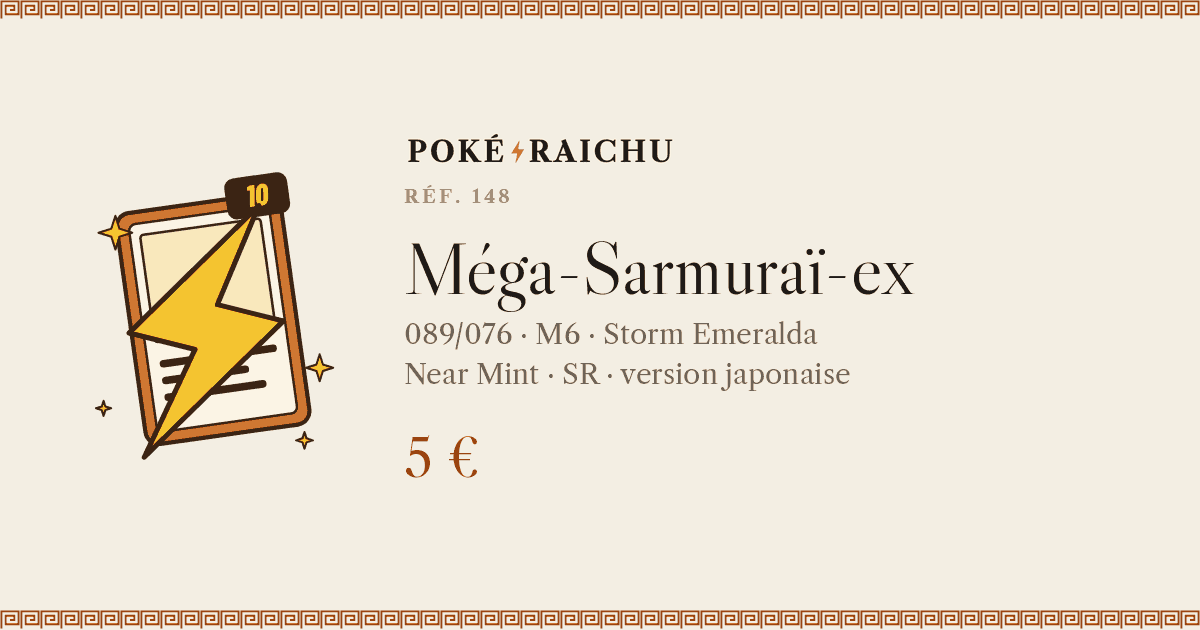 10
POKÉ RAICHU
RÉF. 148
Méga-Sarmuraï-ex
089/076 · M6 · Storm Emeralda
Near Mint · SR · version japonaise
5 €